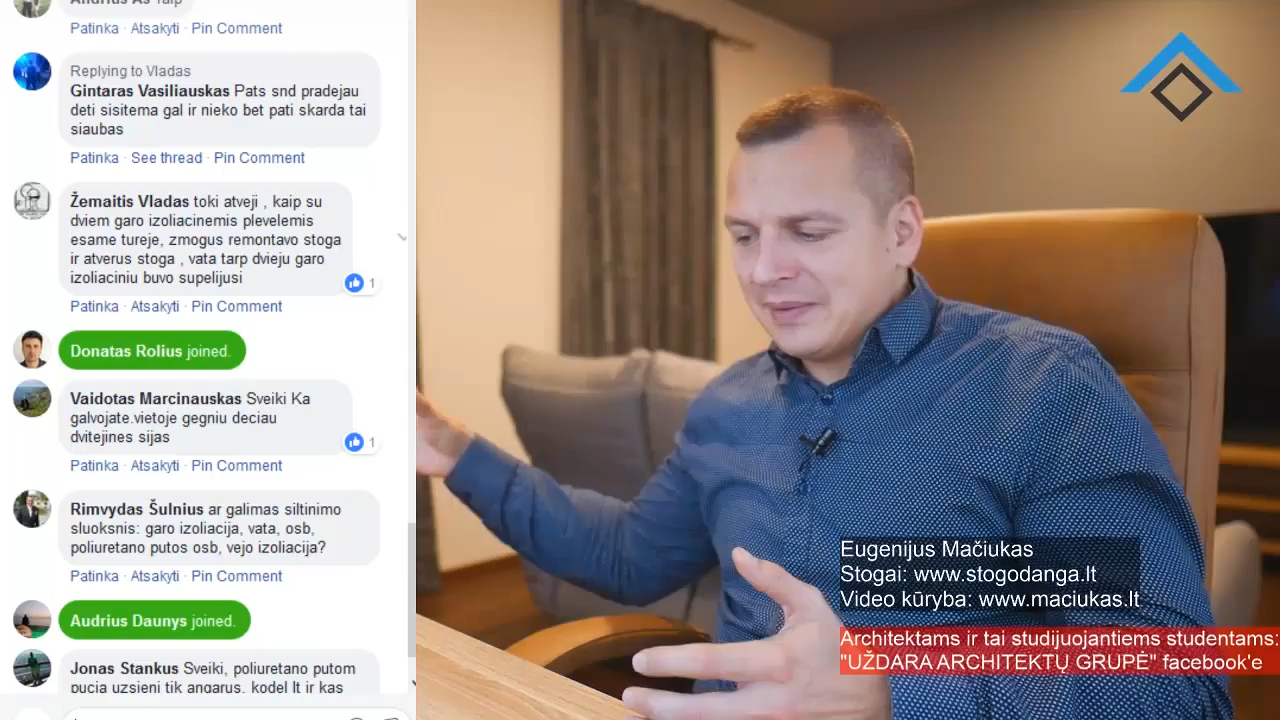 Andrius As Taip
Patinka · Atsakyti · Pin Comment
Replying to Vladas
Gintaras Vasiliauskas Pats snd pradejau
deti sisitema gal ir nieko bet pati skarda tai
siaubas
Patinka · See thread · Pin Comment
Žemaitis Vladas toki atveji , kaip su
dviem garo izoliacinemis plevelemis
esame tureje, zmogus remontavo stoga
ir atverus stoga , vata tarp dvieju garo
izoliaciniu buvo supelijusi
1
Patinka · Atsakyti · Pin Comment
Donatas Rolius joined.
Vaidotas Marcinauskas Sveiki Ka
galvojate.vietoje gegniu deciau
dvitejines sijas
1
Patinka · Atsakyti · Pin Comment
Rimvydas Šulnius ar galimas siltinimo
sluoksnis: garo izoliacija, vata, osb,
poliuretano putos osb, vejo izoliacija?
Patinka · Atsakyti · Pin Comment
Audrius Daunys joined.
Jonas Stankus Sveiki, poliuretano putom
pucia uzsieni tik angarus, kodel lt ir kas
Eugenijus Mačiukas
Stogai: www.stogodanga.lt
Video kūryba: www.maciukas.lt
Architektams ir tai studijuojantiems studentams:
"UŽDARA ARCHITEKTŲ GRUPĖ" facebook'e